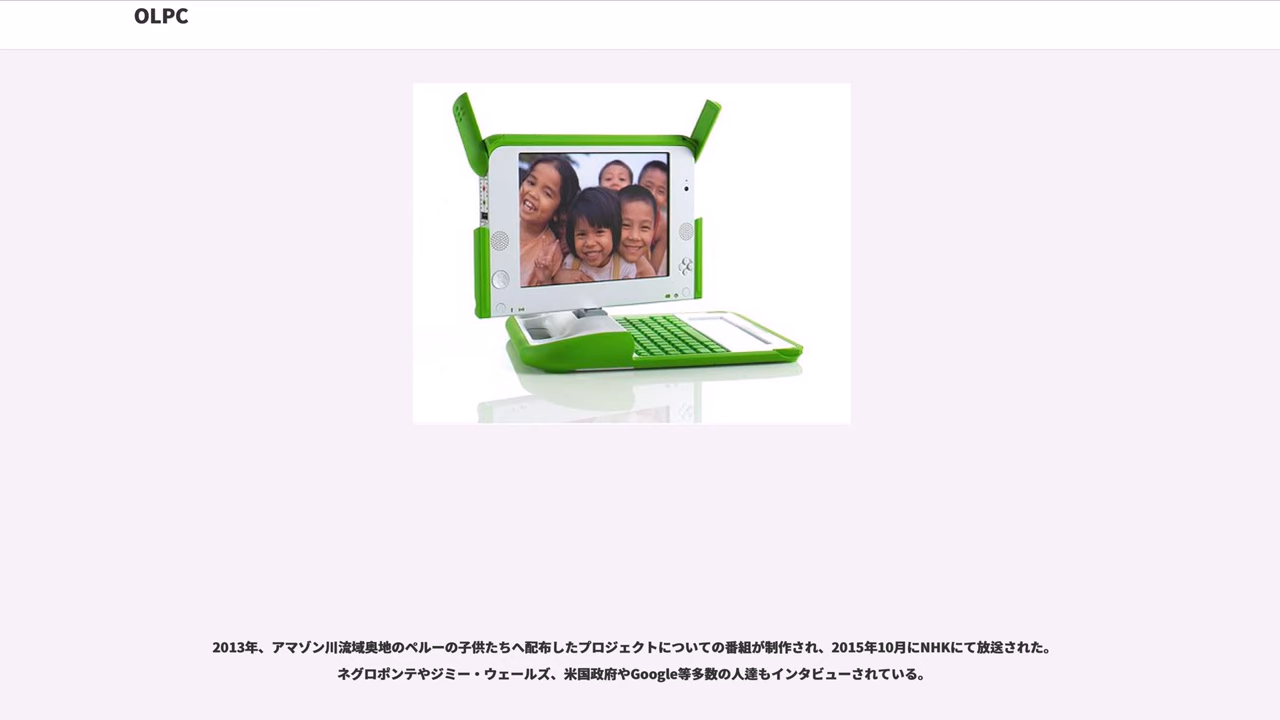 OLPC
2013年、アマゾン川流域奥地のペルーの子供たちへ配布したプロジェクトについての番組が制作され、2015年10月にNHKにて放送された。
ネグロポンテやジミー・ウェールズ、米国政府やGoogle等多数の人達もインタビューされている。